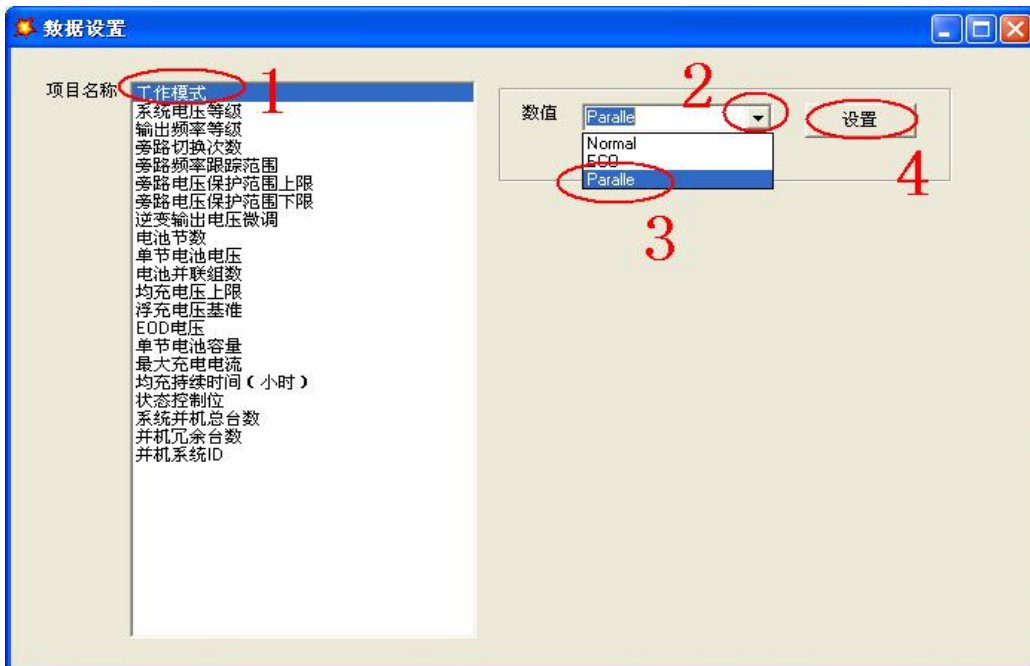 数据设置
项目名称
工作模式
1
系统电压等级
输出频率等级
旁路切换次数
旁路频率跟踪范围
旁路电压保护范围上限
旁路电压保护范围下限
逆变输出电压微调
电池节数
单节电池电压
电池并联组数
均充电压上限
浮充电压基准
EOD电压
单节电池容量
最大充电电流
均充持续时间(小时)
状态控制位
系统并机总台数
并机冗余台数
并机系统ID
数值
Paralle
2
设置
4
Normal
ECO
Paralle
3